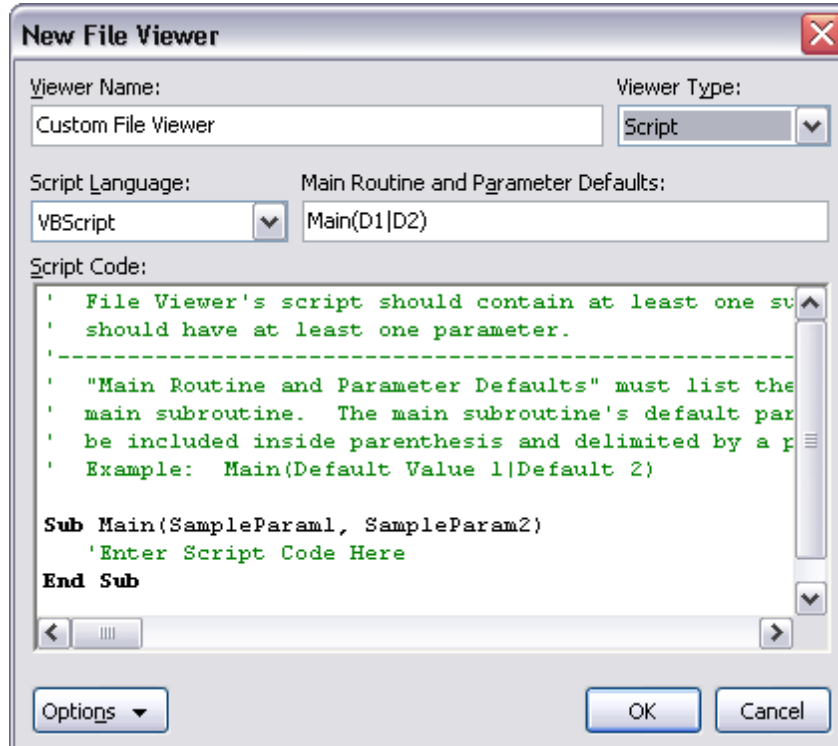 New File Viewer
Viewer Name:
Viewer Type:
Custom File Viewer
Script
Script Language:
Main Routine and Parameter Defaults:
VBScript
Main(D1|D2)
Script Code:
'  File Viewer's script should contain at least one
'  should have at least one parameter.
'-----------------------------------------------------
'  "Main Routine and Parameter Defaults" must list the
'  main subroutine.  The main subroutine's default
'  be included inside parenthesis and delimited by a
'  Example:  Main(Default Value 1|Default 2)
Sub Main(SampleParam1, SampleParam2)
'Enter Script Code Here
End Sub
Options
OK
Cancel